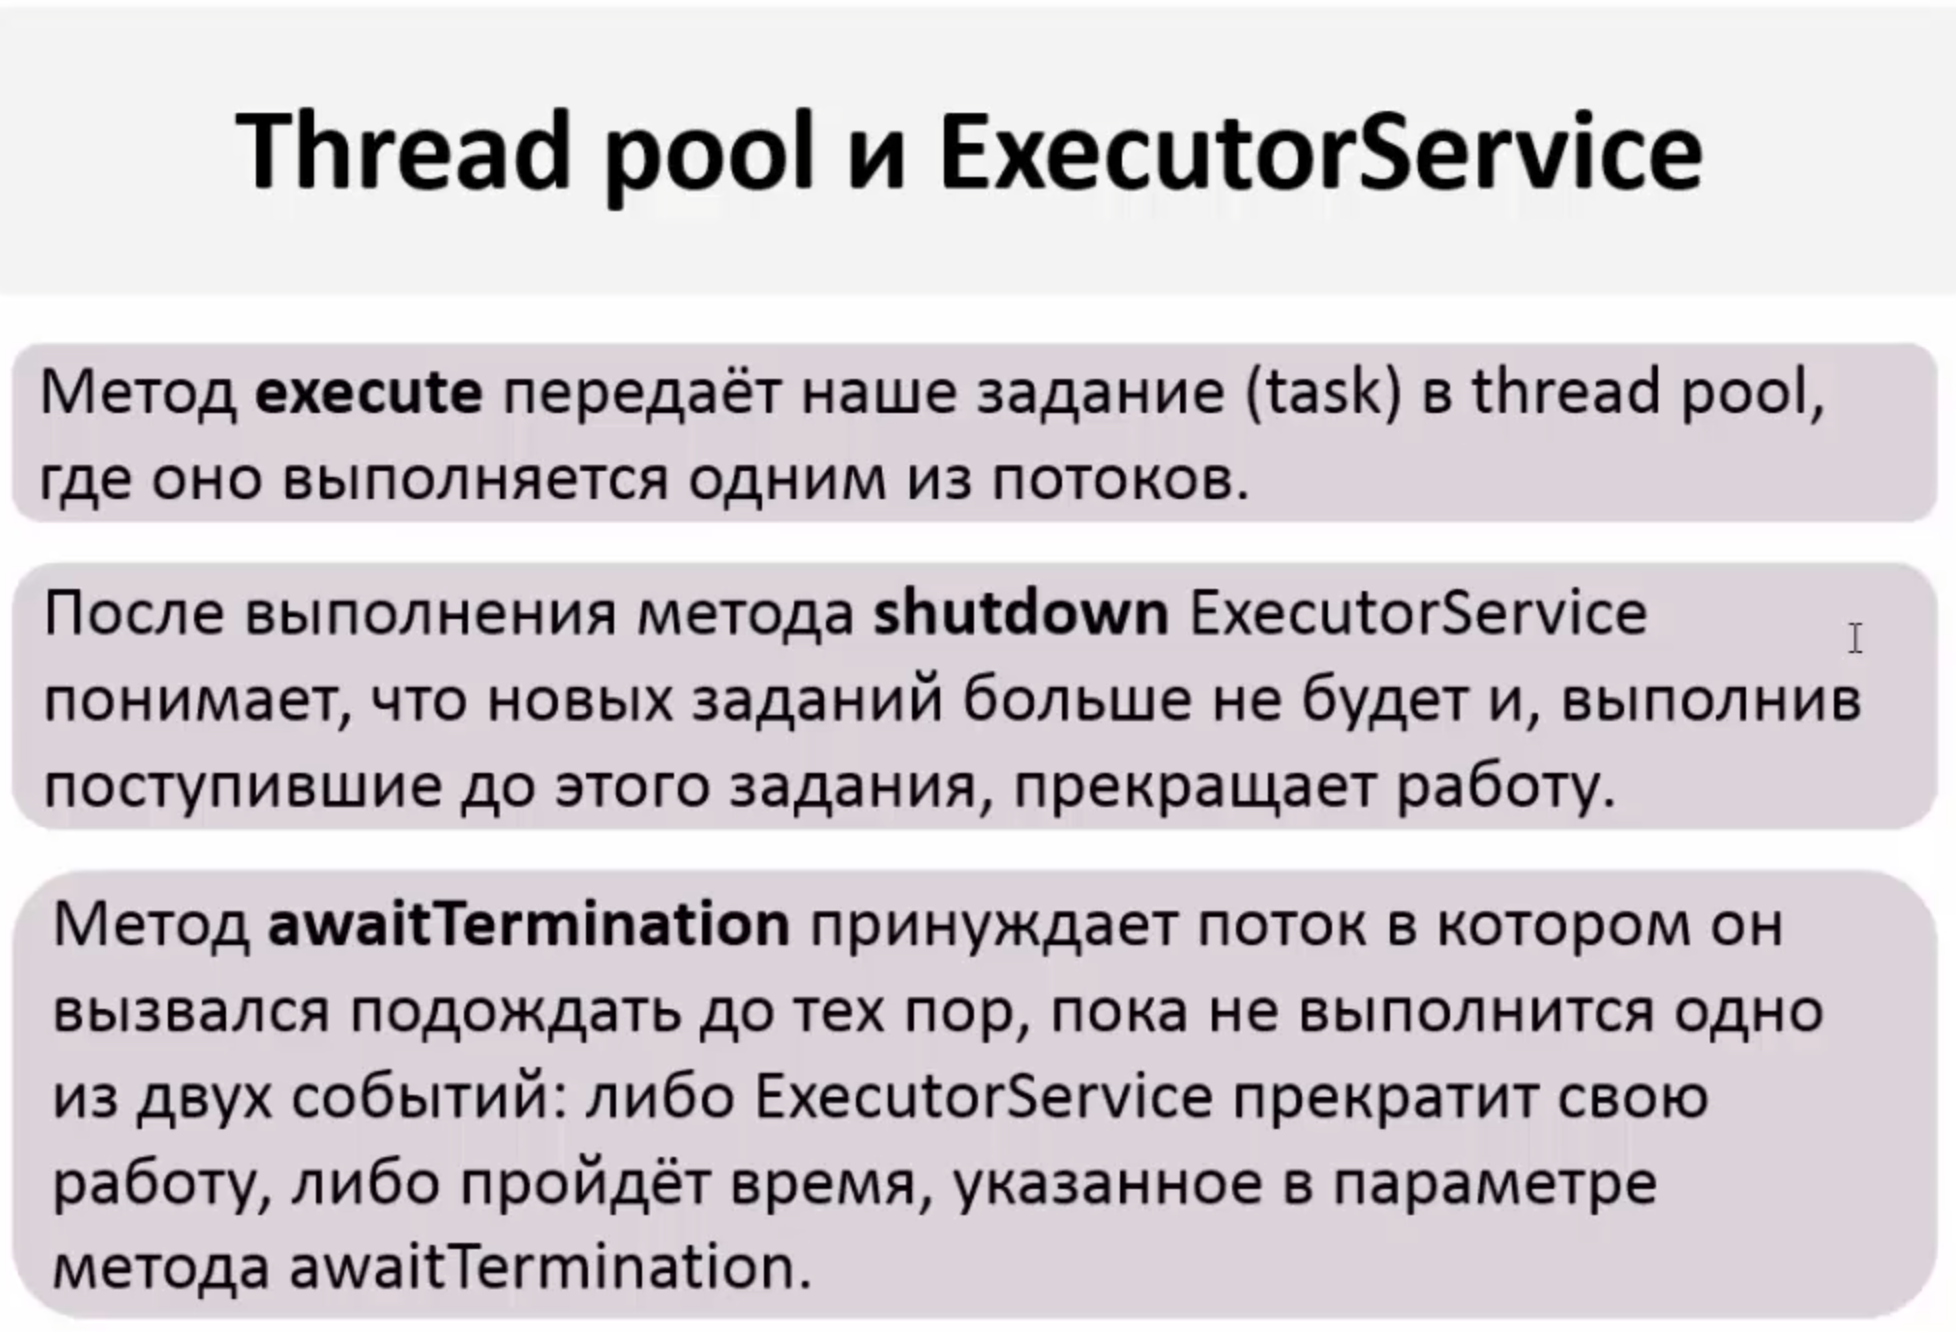 Thread pool и ExecutorService
Метод execute передаёт наше задание (task) в thread pool,
где оно выполняется одним из потоков.
После выполнения метода shutdown ExecutorService
понимает, что новых заданий больше не будет и, выполнив
поступившие до этого задания, прекращает работу.
Метод awaitTermination принуждает поток в котором он
вызвался подождать до тех пор, пока не выполнится одно
из двух событий: либо ExecutorService прекратит свою
работу, либо пройдёт время, указанное в параметре
метода awaitTermination.